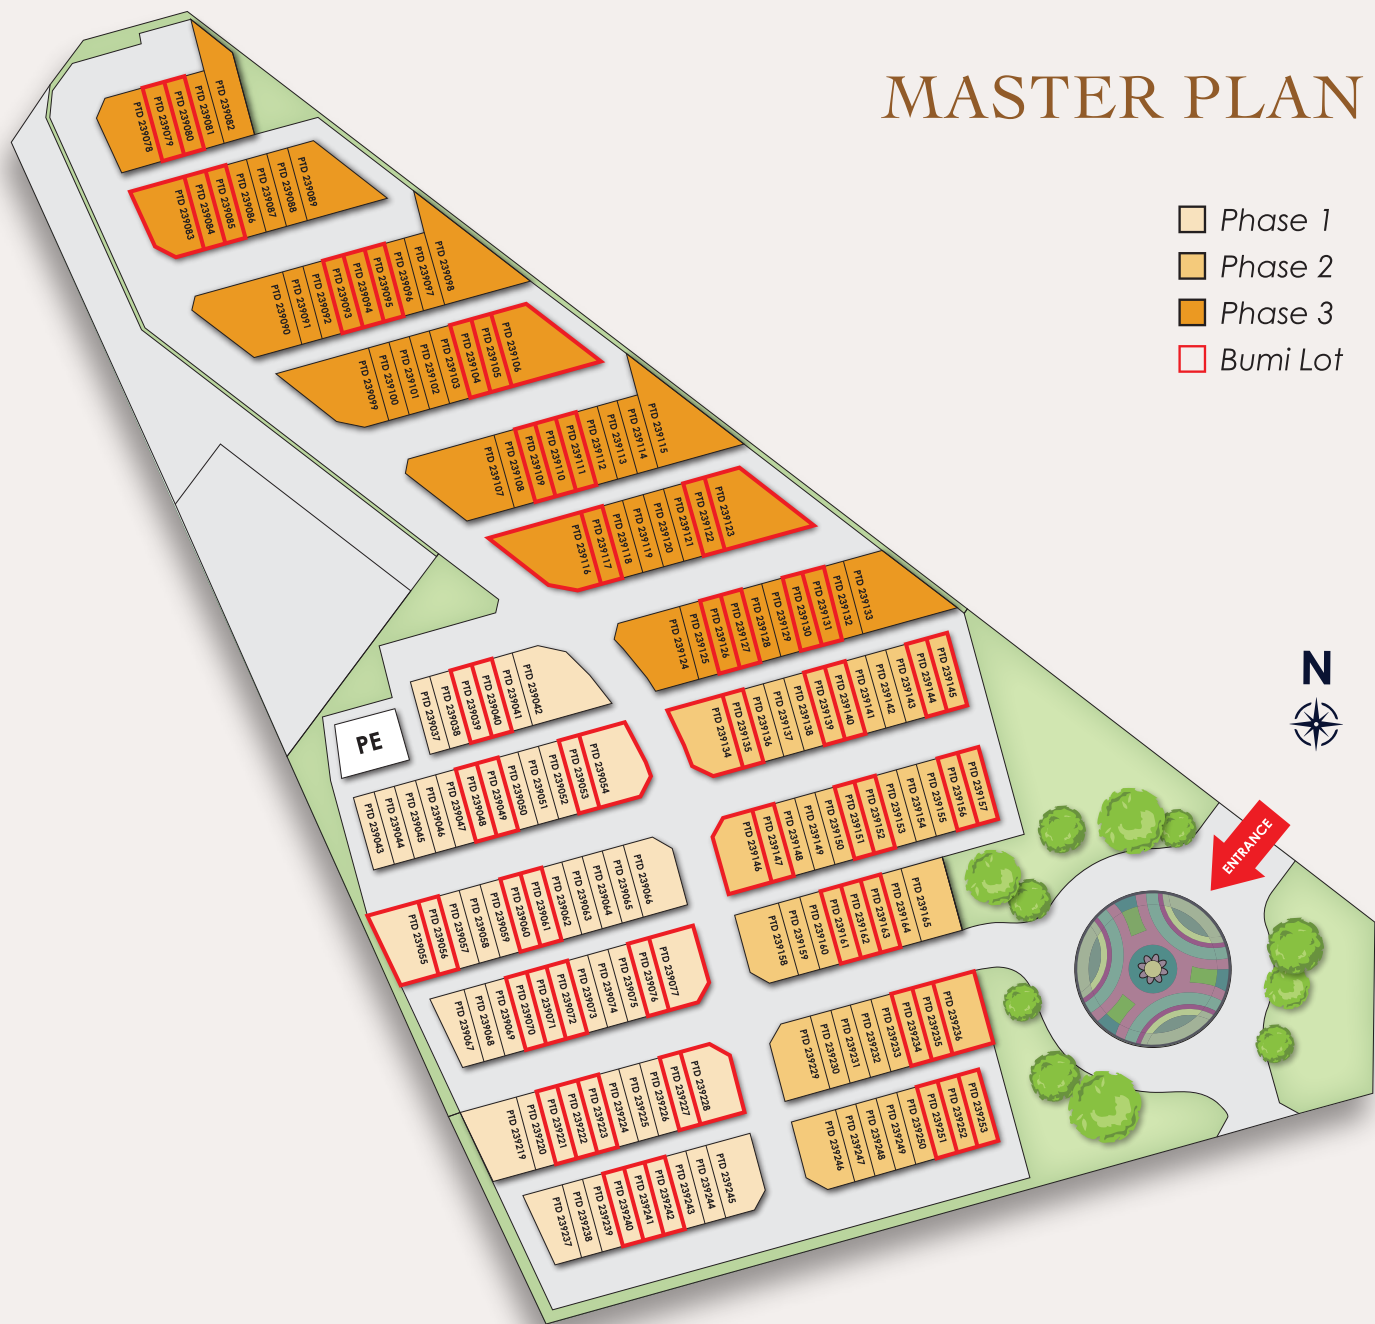 MASTER PLAN
Phase 1
Phase 2
Phase 3
Bumi Lot
N
ENTRANCE
PE
PTD 239078
PTD 239079
PTD 239080
PTD 239081
PTD 239082
PTD 239083
PTD 239084
PTD 239085
PTD 239086
PTD 239087
PTD 239088
PTD 239089
PTD 239090
PTD 239091
PTD 239092
PTD 239093
PTD 239094
PTD 239095
PTD 239096
PTD 239097
PTD 239098
PTD 239099
PTD 239100
PTD 239101
PTD 239102
PTD 239103
PTD 239104
PTD 239105
PTD 239106
PTD 239107
PTD 239108
PTD 239109
PTD 239110
PTD 239111
PTD 239112
PTD 239113
PTD 239114
PTD 239115
PTD 239116
PTD 239117
PTD 239118
PTD 239119
PTD 239120
PTD 239121
PTD 239122
PTD 239123
PTD 239124
PTD 239125
PTD 239126
PTD 239127
PTD 239128
PTD 239129
PTD 239130
PTD 239131
PTD 239132
PTD 239133
PTD 239134
PTD 239135
PTD 239136
PTD 239137
PTD 239138
PTD 239139
PTD 239140
PTD 239141
PTD 239142
PTD 239143
PTD 239144
PTD 239145
PTD 239037
PTD 239038
PTD 239039
PTD 239040
PTD 239041
PTD 239042
PTD 239043
PTD 239044
PTD 239045
PTD 239046
PTD 239047
PTD 239048
PTD 239049
PTD 239050
PTD 239051
PTD 239052
PTD 239053
PTD 239054
PTD 239146
PTD 239147
PTD 239148
PTD 239149
PTD 239150
PTD 239151
PTD 239152
PTD 239153
PTD 239154
PTD 239155
PTD 239156
PTD 239157
PTD 239055
PTD 239056
PTD 239057
PTD 239058
PTD 239059
PTD 239060
PTD 239061
PTD 239062
PTD 239063
PTD 239064
PTD 239065
PTD 239066
PTD 239158
PTD 239159
PTD 239160
PTD 239161
PTD 239162
PTD 239163
PTD 239164
PTD 239165
PTD 239067
PTD 239068
PTD 239069
PTD 239070
PTD 239071
PTD 239072
PTD 239073
PTD 239074
PTD 239075
PTD 239076
PTD 239077
PTD 239229
PTD 239230
PTD 239231
PTD 239232
PTD 239233
PTD 239234
PTD 239235
PTD 239236
PTD 239219
PTD 239220
PTD 239221
PTD 239222
PTD 239223
PTD 239224
PTD 239225
PTD 239226
PTD 239227
PTD 239228
PTD 239246
PTD 239247
PTD 239248
PTD 239249
PTD 239250
PTD 239251
PTD 239252
PTD 239253
PTD 239237
PTD 239238
PTD 239239
PTD 239240
PTD 239241
PTD 239242
PTD 239243
PTD 239244
PTD 239245